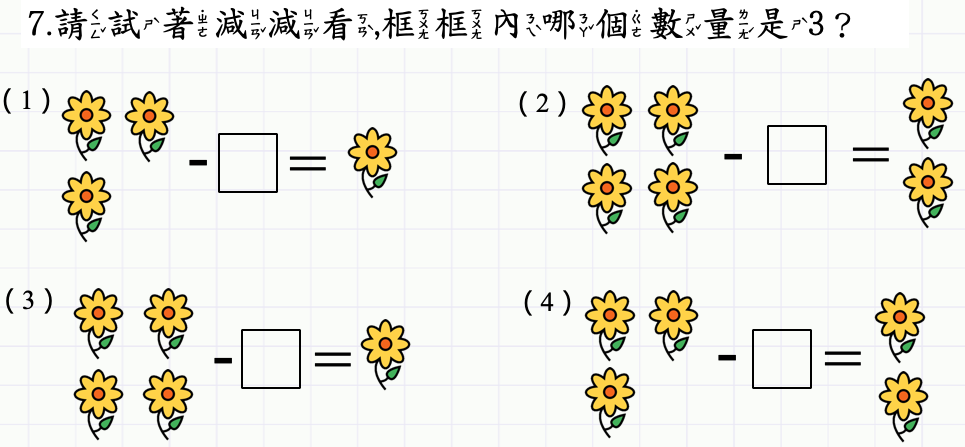 7.請試著減減看,框框內哪個數量是3?
(1) - □ =
(2) - □ =
(3) - □ =
(4) - □ =